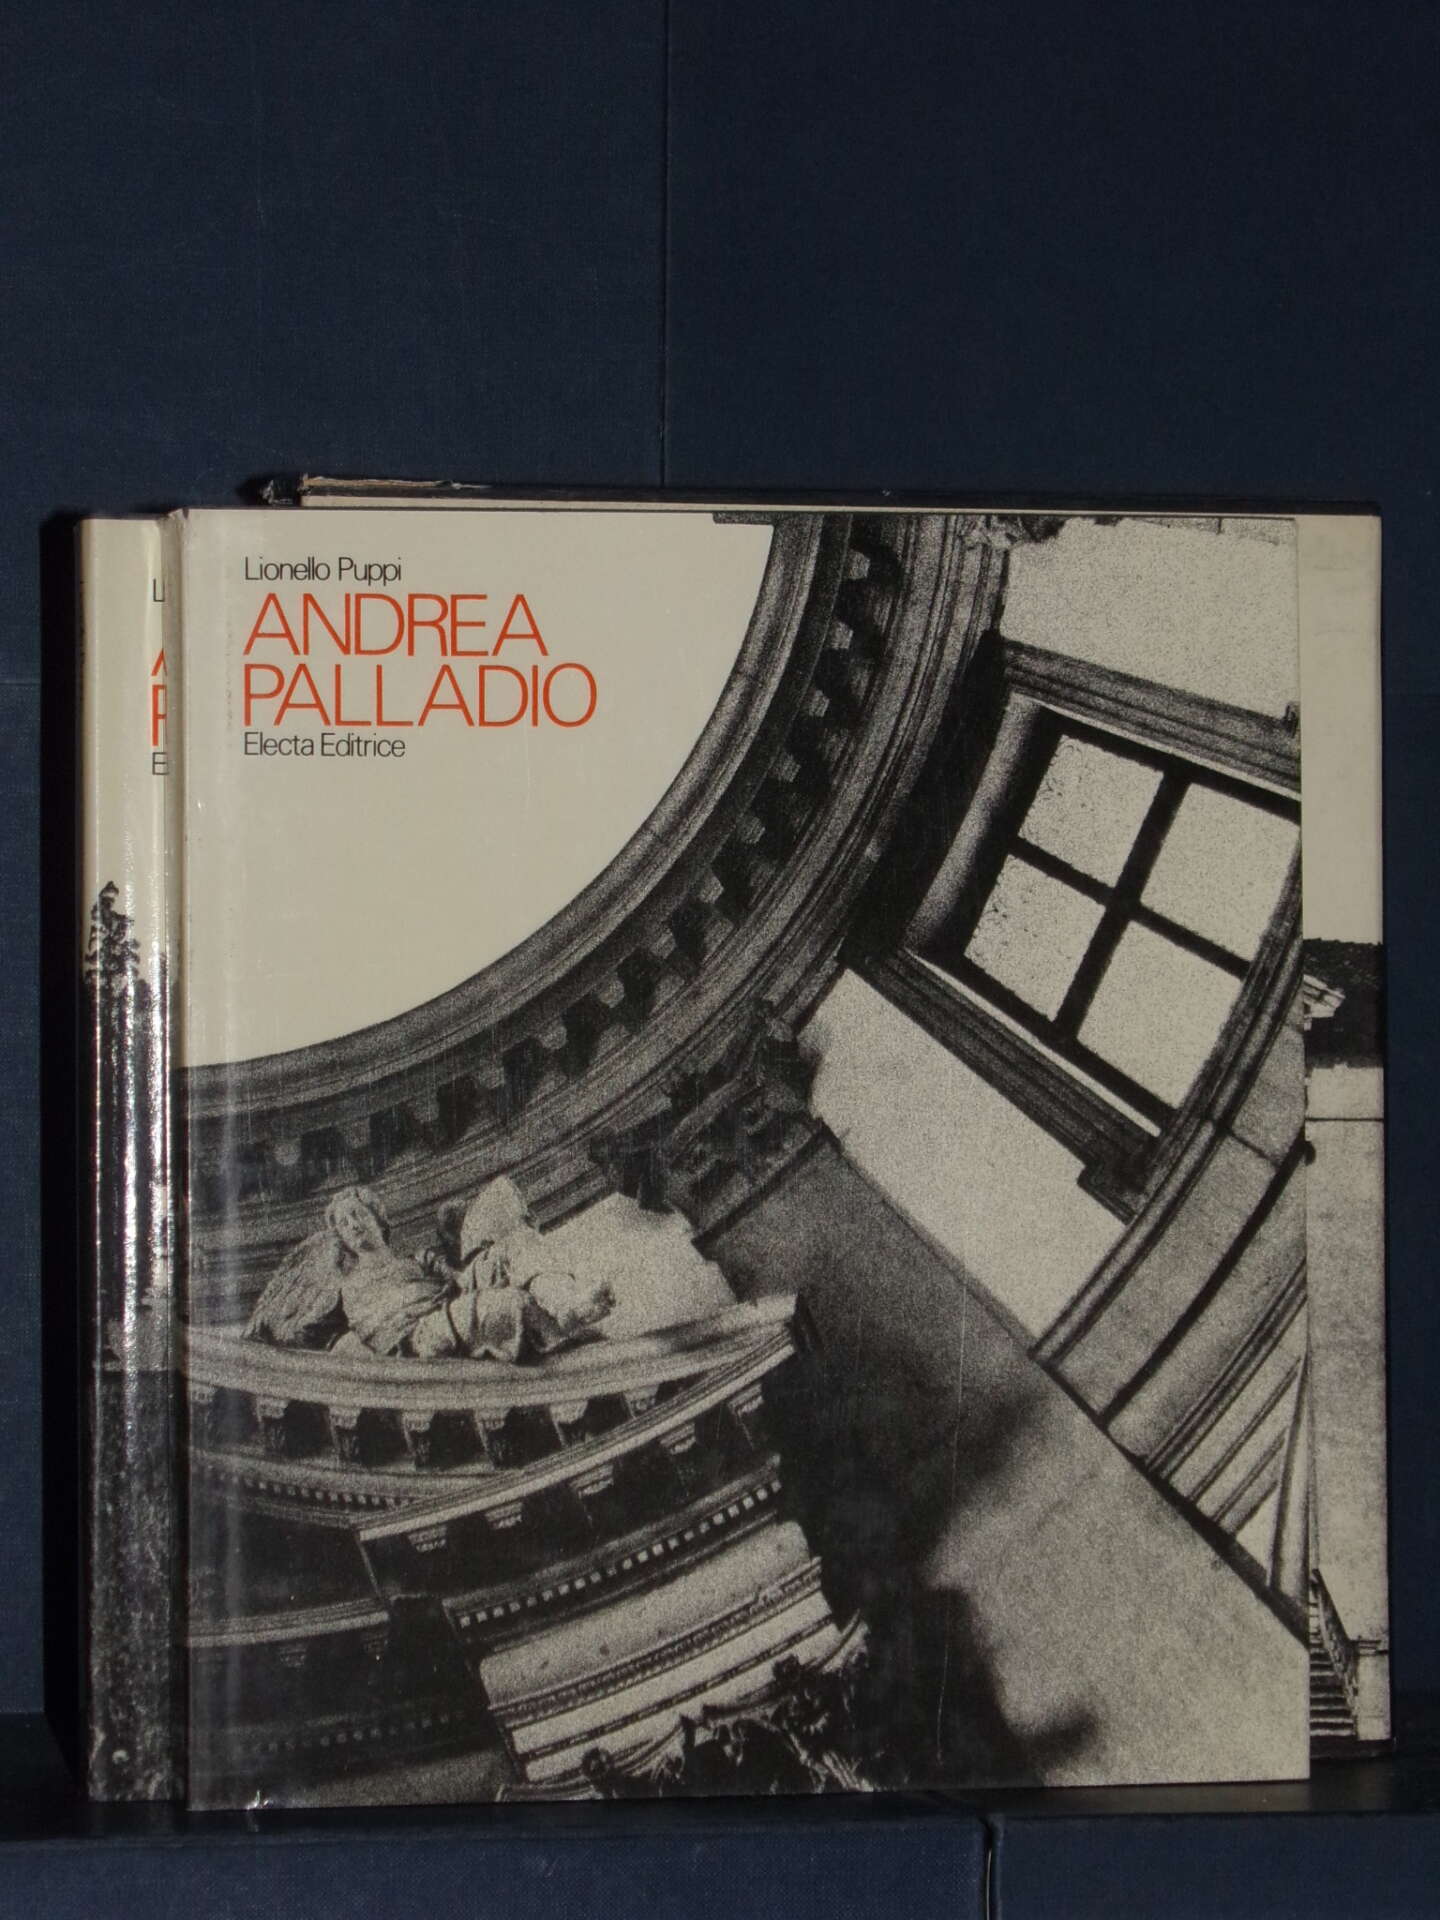 Lionello Puppi
ANDREA
PALLADIO
Electa Editrice